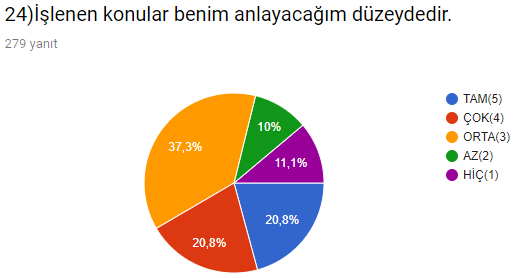 24)İşlenen konular benim anlayacağım düzeydedir.
279 yanıt
TAM(5)
ÇOK(4)
ORTA(3)
AZ(2)
HİÇ(1)
10%
37,3%
11,1%
20,8%
20,8%